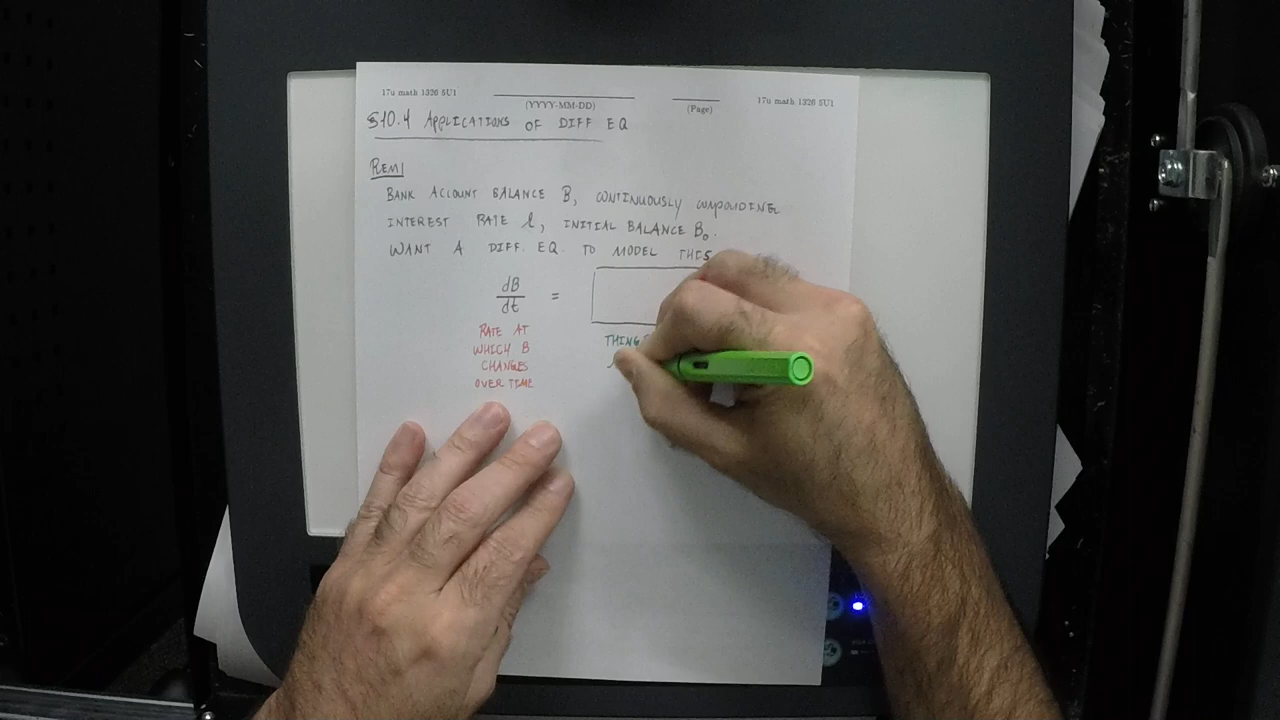 17u math 1326 5U1
(YYYY-MM-DD)
(Page)
17u math 1326 5U1
§10.4 APPLICATIONS OF DIFF EQ
REM|
BANK ACCOUNT BALANCE B, CONTINUOUSLY COMPOUNDING
INTEREST RATE i, INITIAL BALANCE B₀.
WANT A DIFF. EQ. TO MODEL THIS
dB
dt
=
RATE AT
WHICH B
CHANGES
OVER TIME
THING